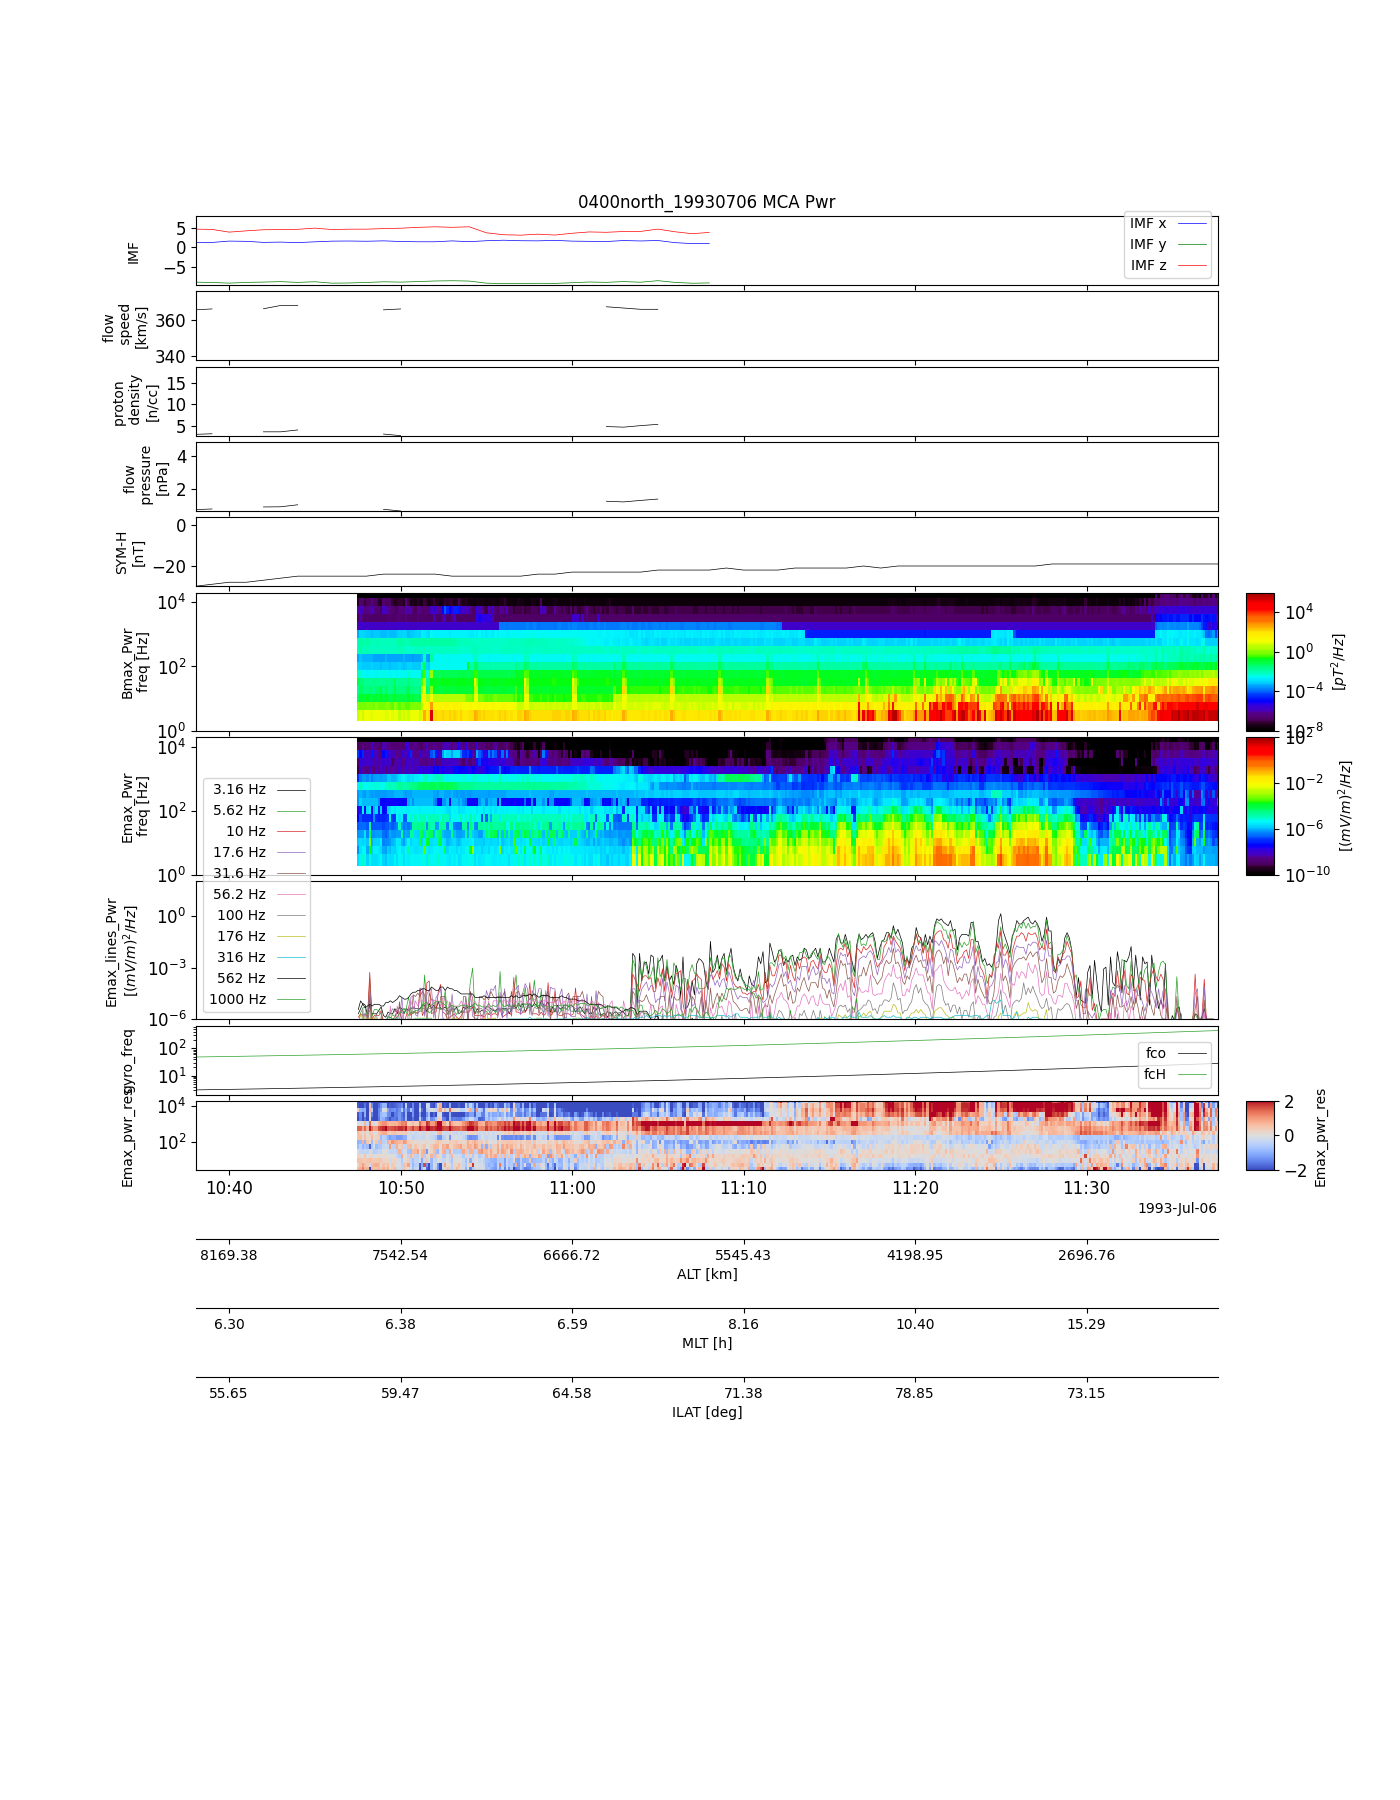 0400north_19930706 MCA Pwr
IMF
5
0
−5
IMF x
IMF y
IMF z
flow
speed
[km/s]
360
340
proton
density
[n/cc]
15
10
5
flow
pressure
[nPa]
4
2
SYM-H
[nT]
0
−20
Bmax_Pwr
freq [Hz]
10^4
10^2
10^0
10^4
10^0
10^−4
10^−8
[pT^2/Hz]
Emax_Pwr
freq [Hz]
10^4
10^2
10^0
10^2
10^−2
10^−6
10^−10
[(mV/m)^2/Hz]
3.16 Hz
5.62 Hz
10 Hz
17.6 Hz
31.6 Hz
56.2 Hz
100 Hz
176 Hz
316 Hz
562 Hz
1000 Hz
Emax_lines_Pwr
[(mV/m)^2/Hz]
10^0
10^−3
10^−6
gyro_freq
10^2
10^1
fco
fcH
Emax_pwr_res
10^4
10^2
2
0
−2
Emax_pwr_res
10:40 10:50 11:00 11:10 11:20 11:30
1993-Jul-06
8169.38 7542.54 6666.72 5545.43 4198.95 2696.76
ALT [km]
6.30 6.38 6.59 8.16 10.40 15.29
MLT [h]
55.65 59.47 64.58 71.38 78.85 73.15
ILAT [deg]